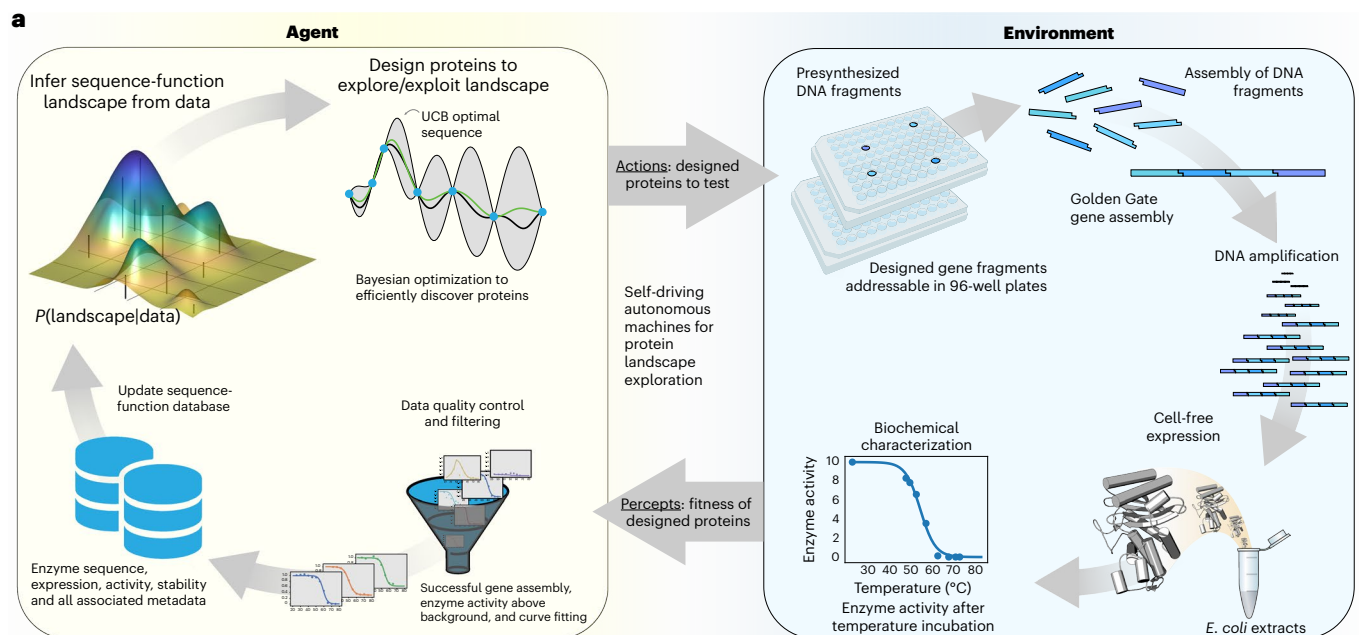 a
Agent
Infer sequence-function
landscape from data
Design proteins to
explore/exploit landscape
UCB optimal
sequence
Bayesian optimization to
efficiently discover proteins
P(landscape|data)
Update sequence-
function database
Data quality control
and filtering
Enzyme sequence,
expression, activity, stability
and all associated metadata
Successful gene assembly,
enzyme activity above
background, and curve fitting
Actions: designed
proteins to test
Self-driving
autonomous
machines for
protein
landscape
exploration
Percepts: fitness of
designed proteins
Environment
Presynthesized
DNA fragments
Assembly of DNA
fragments
Golden Gate
gene assembly
Designed gene fragments
addressable in 96-well plates
DNA amplification
Cell-free
expression
Biochemical
characterization
Enzyme activity
10
8
6
4
2
0
30 40 50 60 70 80
Temperature (°C)
Enzyme activity after
temperature incubation
E. coli extracts